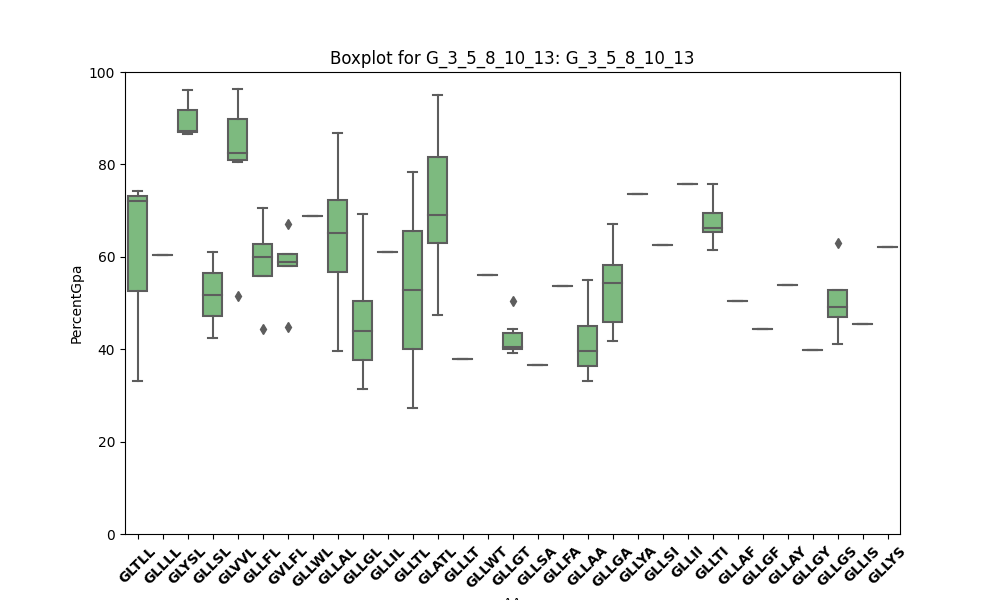 Boxplot for G_3_5_8_10_13: G_3_5_8_10_13
PercentGpa
100
80
60
40
20
0
GLTLL
GLLLL
GLYSL
GLLSL
GLVVL
GLLFL
GVLFL
GLLWL
GLLAL
GLLGL
GLLIL
GLLTL
GLATL
GLLLT
GLLWT
GLLGT
GLLSA
GLLFA
GLLAA
GLLGA
GLLYA
GLLSI
GLLII
GLLTI
GLLAF
GLLGF
GLLAY
GLLGY
GLLGS
GLLIS
GLLYS